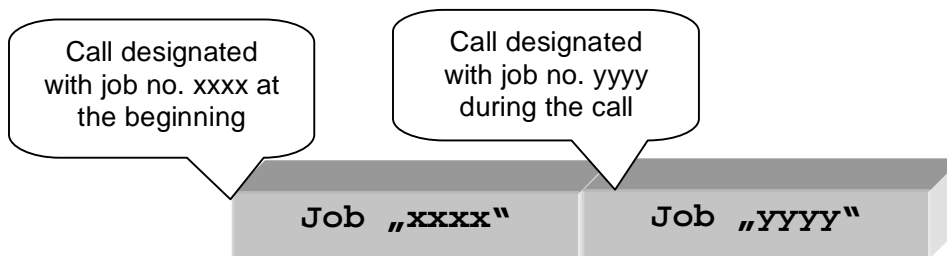 Call designated
with job no. xxxx at
the beginning
Call designated
with job no. yyyy
during the call
Job „xxxx“
Job „yyyy“